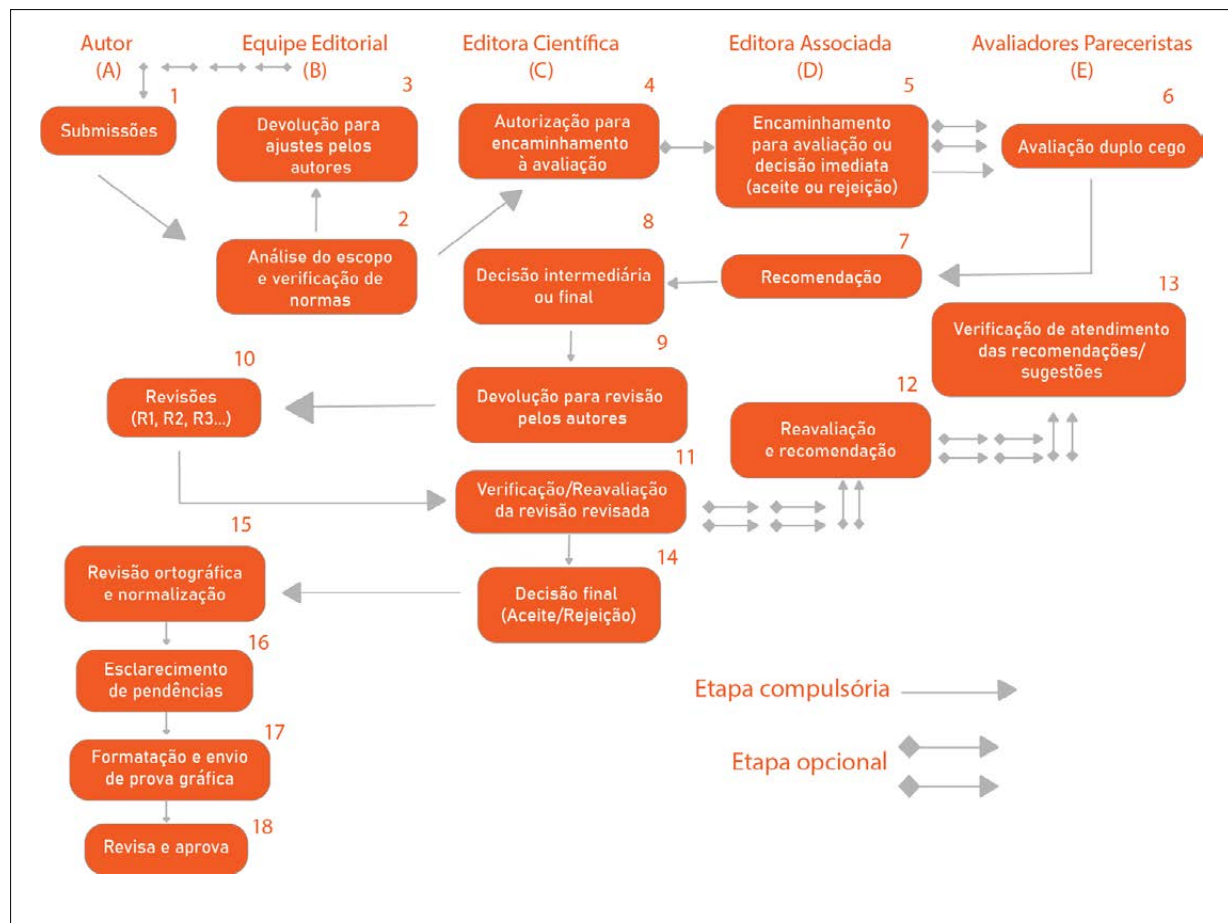 Autor
(A)
Equipe Editorial
(B)
Editora Científica
(C)
Editora Associada
(D)
Avaliadores Pareceristas
(E)
1
Submissões
3
Devolução para
ajustes pelos
autores
4
Autorização para
encaminhamento
à avaliação
5
Encaminhamento
para avaliação ou
decisão imediata
(aceite ou rejeição)
6
Avaliação duplo cego
2
Análise do escopo
e verificação de
normas
8
Decisão intermediária
ou final
7
Recomendação
13
Verificação de atendimento
das recomendações/
sugestões
9
Devolução para revisão
pelos autores
10
Revisões
(R1, R2, R3...)
12
Reavaliação
e recomendação
11
Verificação/Reavaliação
da revisão revisada
14
Decisão final
(Aceite/Rejeição)
15
Revisão ortográfica
e normalização
16
Esclarecimento
de pendências
17
Formatação e envio
de prova gráfica
18
Revisa e aprova
Etapa compulsória
Etapa opcional